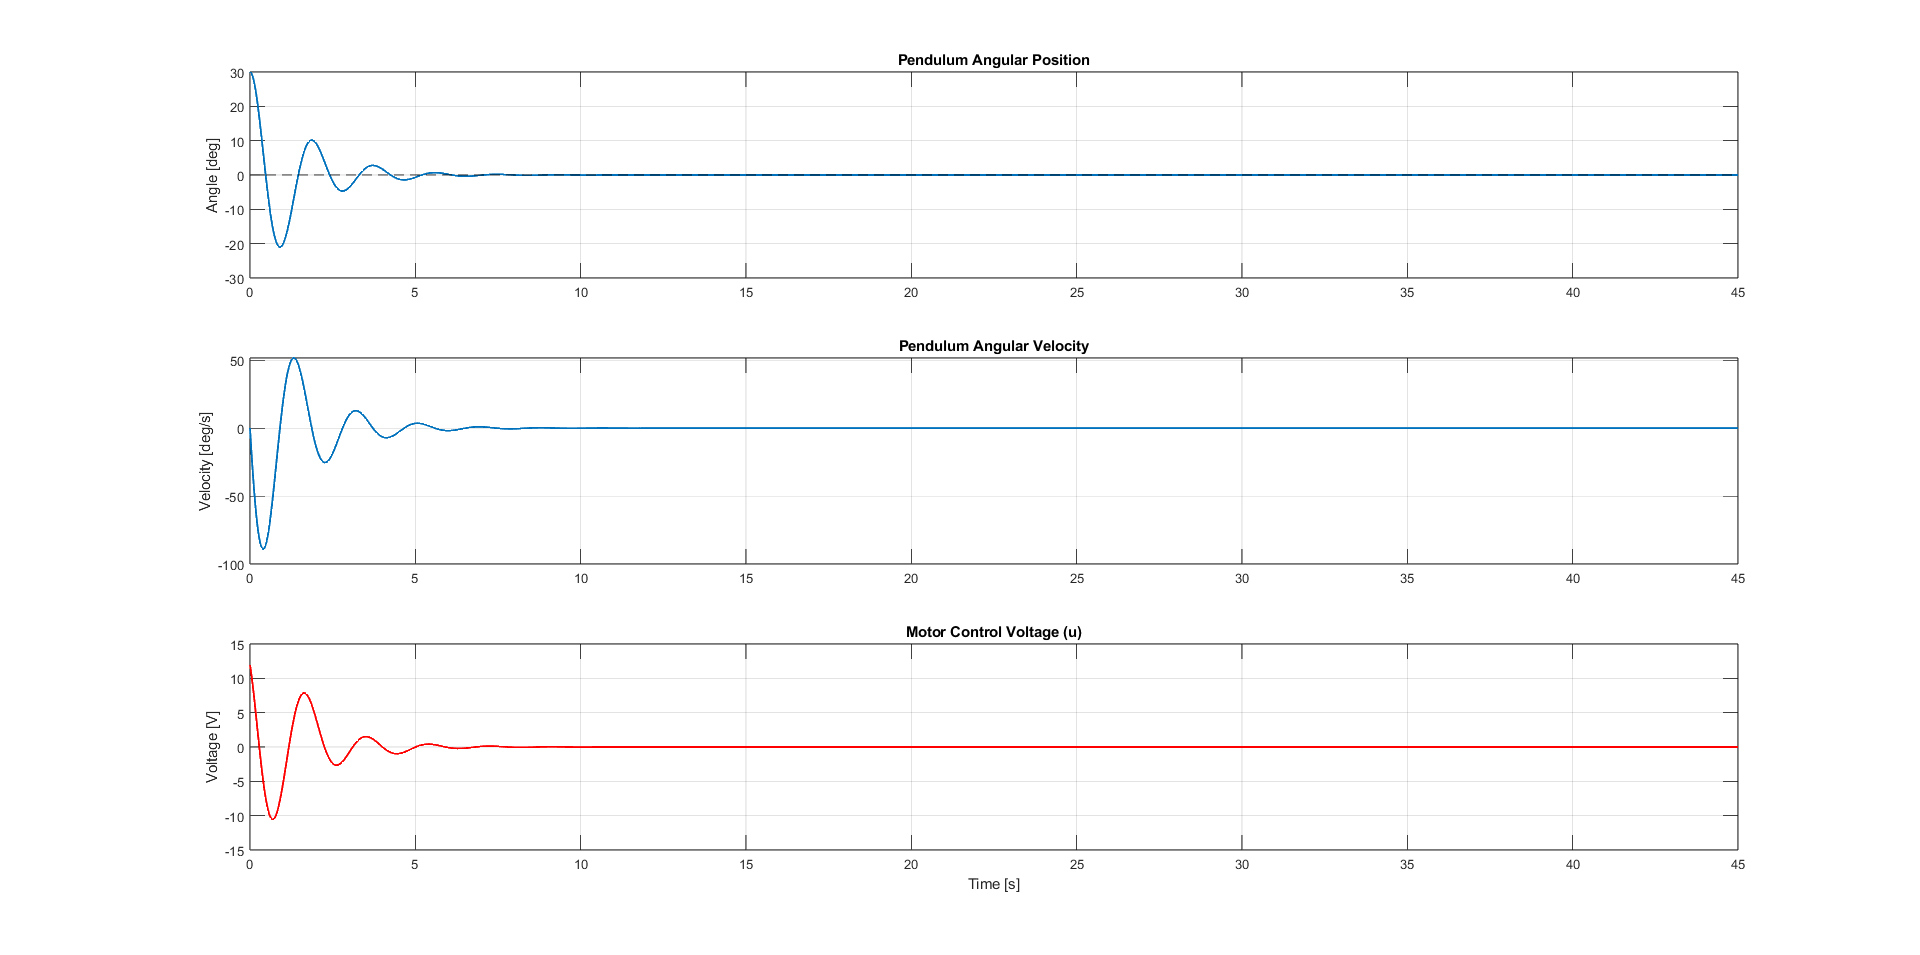 Pendulum Angular Position
Angle [deg]
30
20
10
0
-10
-20
-30
0 5 10 15 20 25 30 35 40 45
Pendulum Angular Velocity
Velocity [deg/s]
50
0
-50
-100
0 5 10 15 20 25 30 35 40 45
Motor Control Voltage (u)
Voltage [V]
15
10
5
0
-5
-10
-15
0 5 10 15 20 25 30 35 40 45
Time [s]